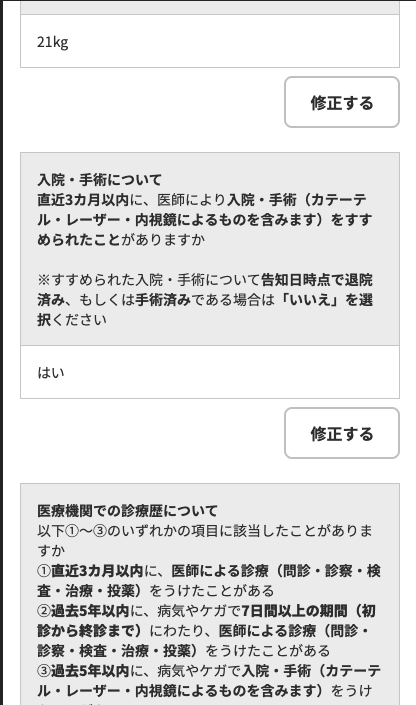 21kg
修正する
入院・手術について
直近3カ月以内に、医師により入院・手術（カテーテ
ル・レーザー・内視鏡によるものを含みます）をすす
められたことがありますか
※すすめられた入院・手術について告知日時点で退院
済み、もしくは手術済みである場合は「いいえ」を選
択ください
はい
修正する
医療機関での診療歴について
以下①〜③のいずれかの項目に該当したことがありま
すか
①直近3カ月以内に、医師による診療（問診・診察・検
査・治療・投薬）をうけたことがある
②過去5年以内に、病気やケガで7日間以上の期間（初
診から終診まで）にわたり、医師による診療（問診・
診察・検査・治療・投薬）をうけたことがある
③過去5年以内に、病気やケガで入院・手術（カテーテ
ル・レーザー・内視鏡によるものを含みます）をうけ